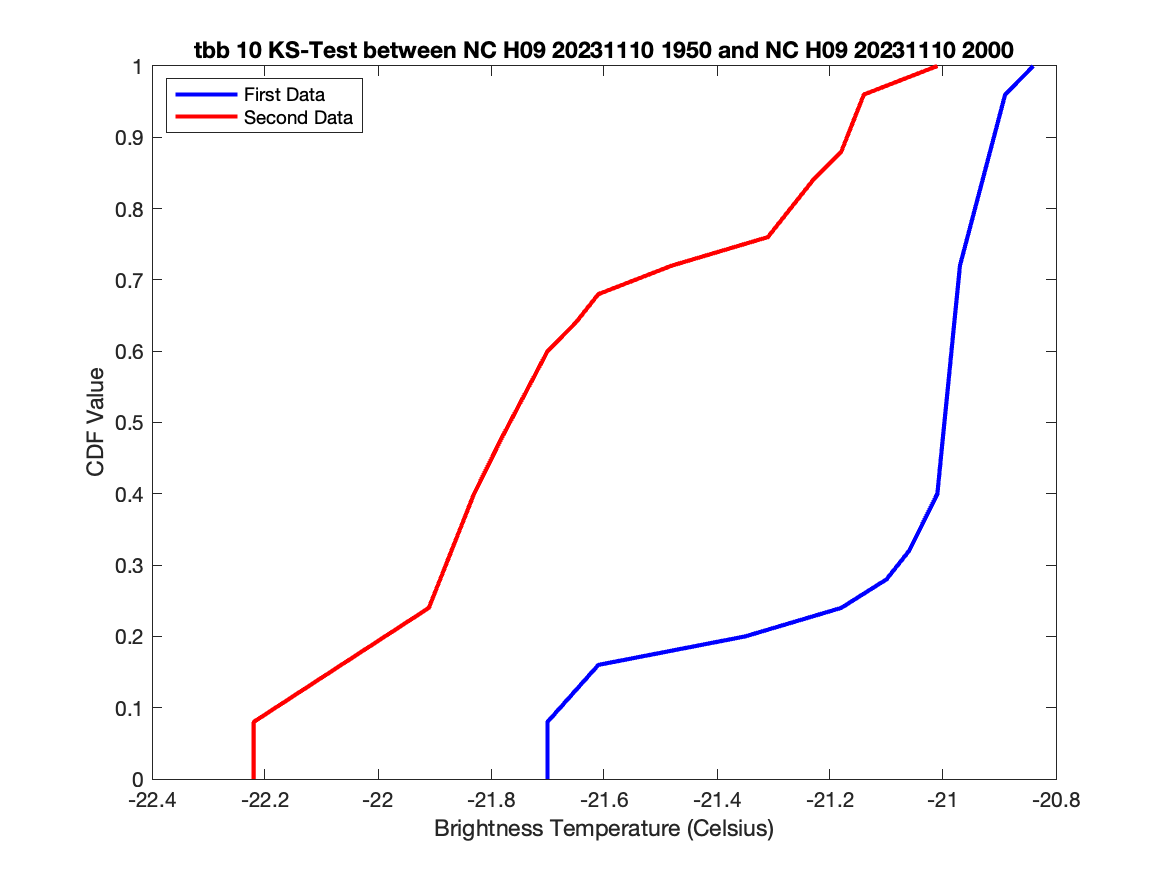 tbb 10 KS-Test between NC H09 20231110 1950 and NC H09 20231110 2000
First Data
Second Data
1
0.9
0.8
0.7
0.6
0.5
0.4
0.3
0.2
0.1
0
CDF Value
-22.4 -22.2 -22 -21.8 -21.6 -21.4 -21.2 -21 -20.8
Brightness Temperature (Celsius)